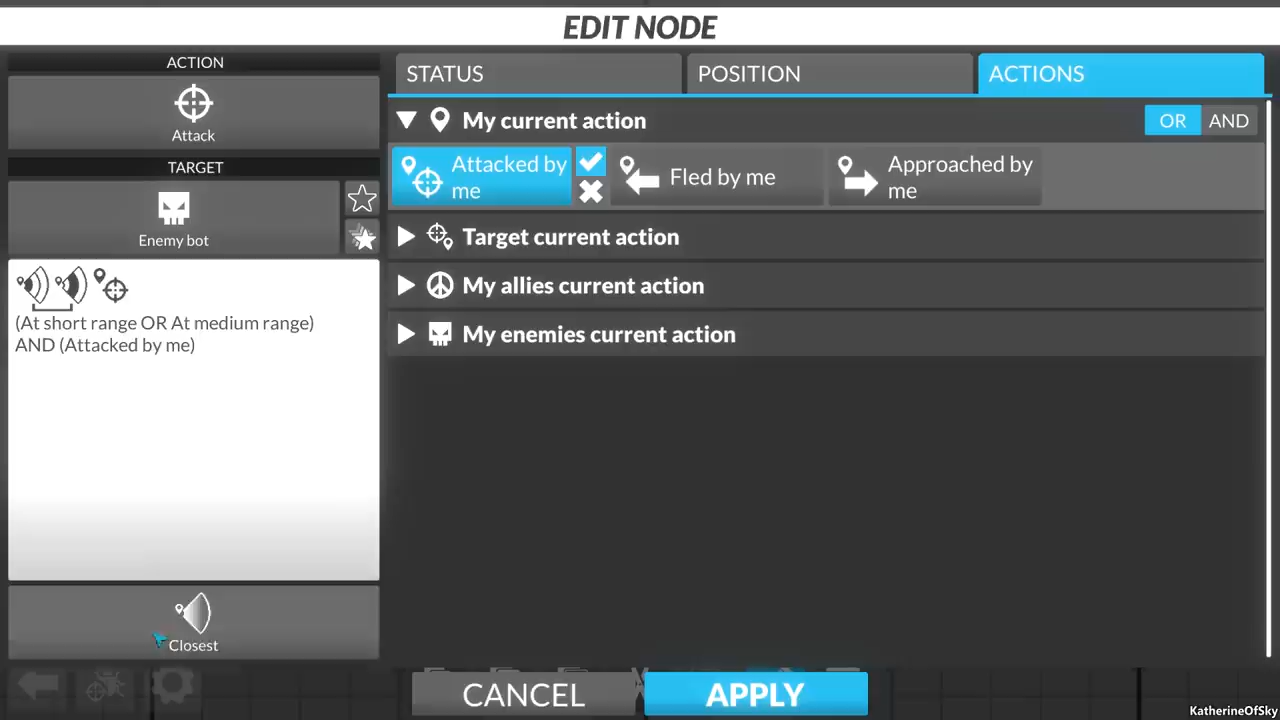 EDIT NODE
ACTION
Attack
TARGET
Enemy bot
(At short range OR At medium range)
AND (Attacked by me)
Closest
STATUS
POSITION
ACTIONS
My current action
OR
AND
Attacked by
me
Fled by me
Approached by
me
Target current action
My allies current action
My enemies current action
CANCEL
APPLY
KatherineOfSky